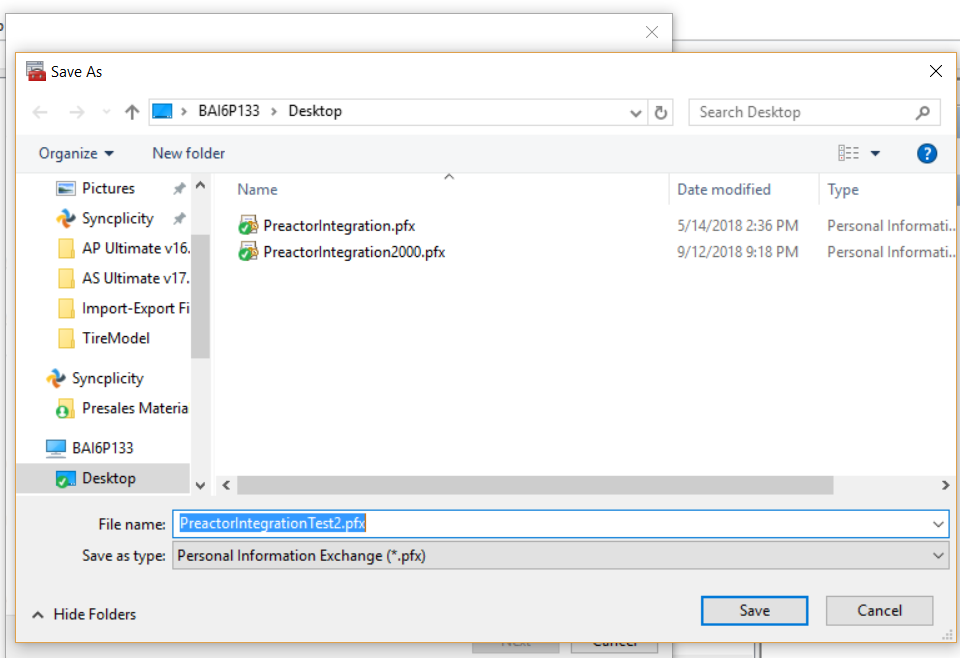 Save As
BAI6P133 > Desktop
Search Desktop
Organize
New folder
?
Name
Date modified
Type
Pictures
Syncplicity
AP Ultimate v16.
AS Ultimate v17.
Import-Export Fi
TireModel
Syncplicity
Presales Materia
BAI6P133
Desktop
PreactorIntegration.pfx 5/14/2018 2:36 PM Personal Informati...
PreactorIntegration2000.pfx 9/12/2018 9:18 PM Personal Informati...
File name: PreactorIntegrationTest2.pfx
Save as type: Personal Information Exchange (*.pfx)
Hide Folders
Save
Cancel
Next
Cancel